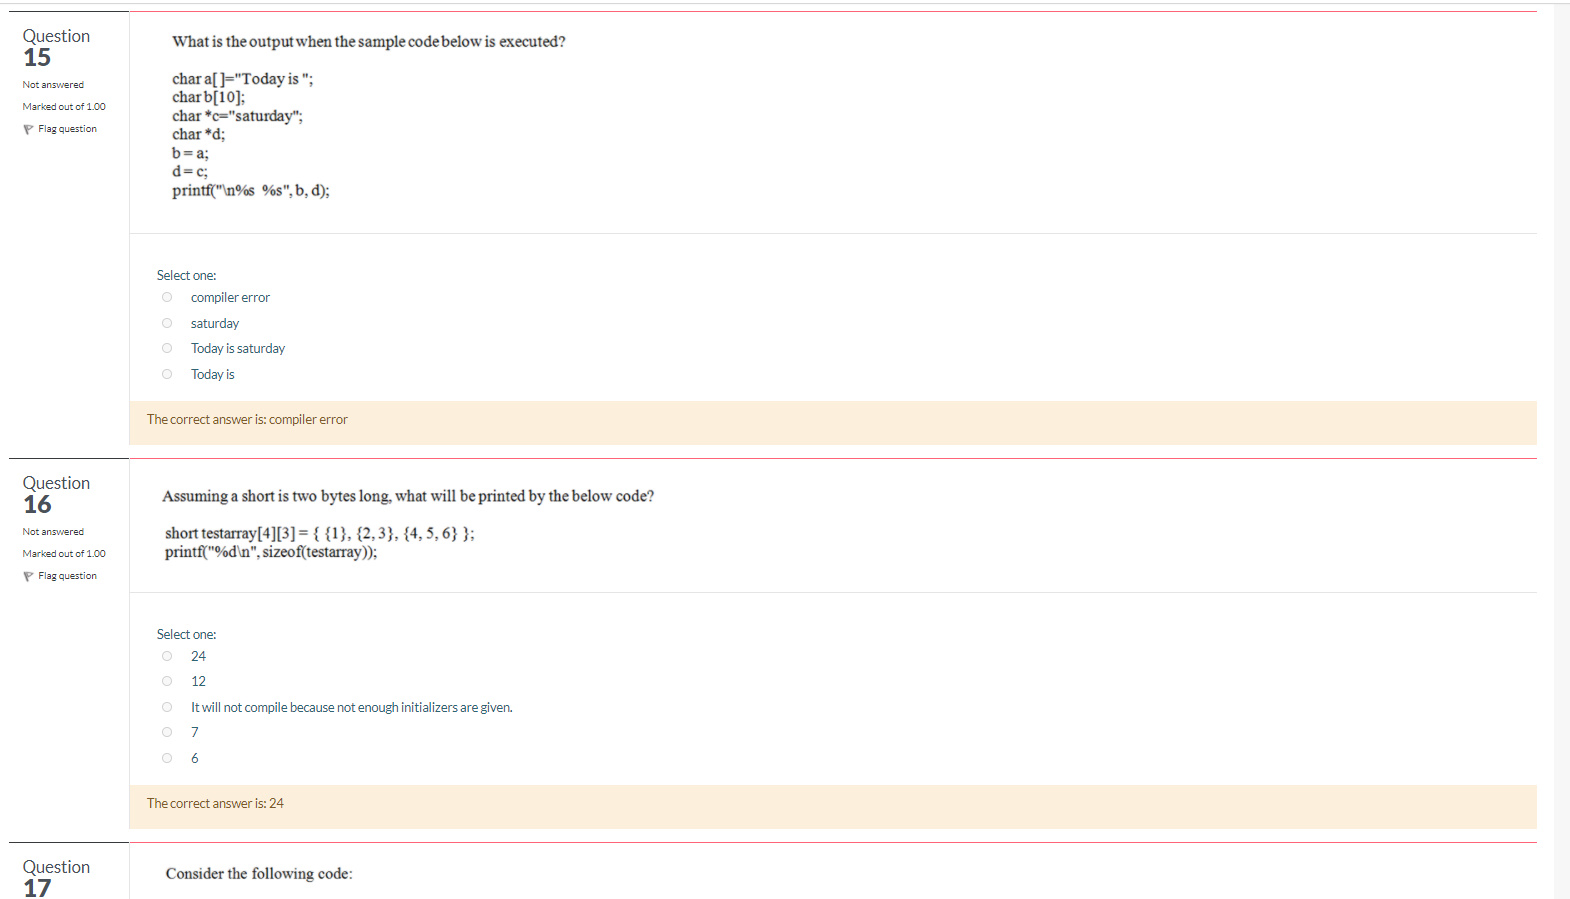 Question
15
Not answered
Marked out of 1.00
Flag question
What is the output when the sample code below is executed?
char a[ ]="Today is ";
char b[10];
char *c="saturday";
char *d;
b = a;
d = c;
printf("\n%s %s", b, d);
Select one:
compiler error
saturday
Today is saturday
Today is
The correct answer is: compiler error
Question
16
Not answered
Marked out of 1.00
Flag question
Assuming a short is two bytes long, what will be printed by the below code?
short testarray[4][3] = { {1}, {2, 3}, {4, 5, 6} };
printf("%d\n", sizeof(testarray));
Select one:
24
12
It will not compile because not enough initializers are given.
7
6
The correct answer is: 24
Question
17
Consider the following code: